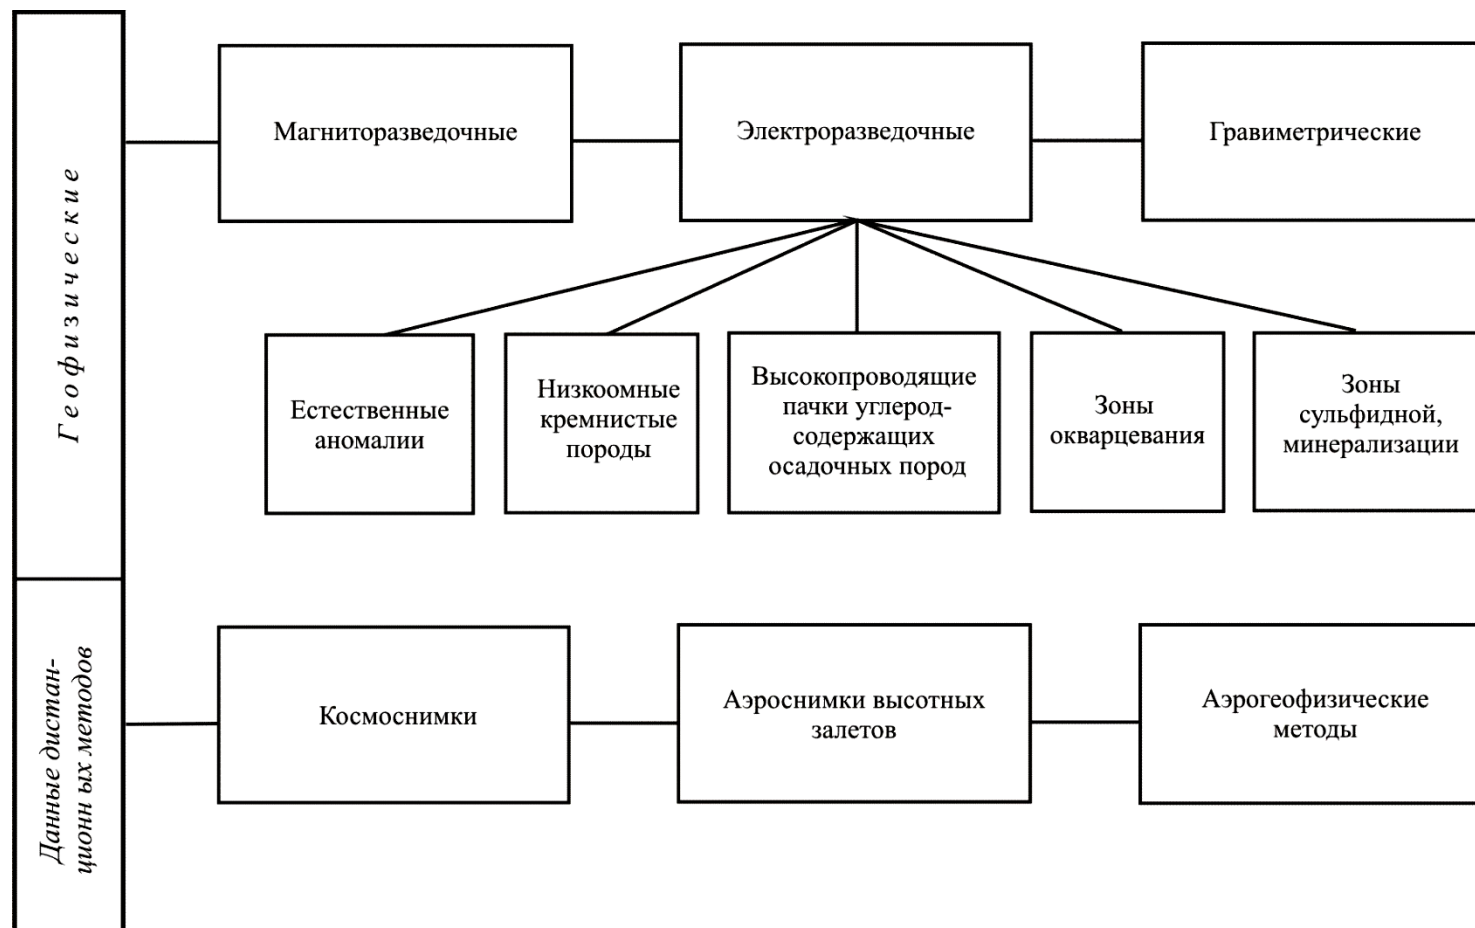 Геофизические
Магниторазведочные
Электроразведочные
Гравиметрические
Естественные
аномалии
Низкоомные
кремнистые
породы
Высокопроводящие
пачки углерод-
содержащих
осадочных пород
Зоны
окварцевания
Зоны
сульфидной,
минерализации
Данные дистан-
ционн ых методов
Космоснимки
Аэроснимки высотных
залетов
Аэрогеофизические
методы